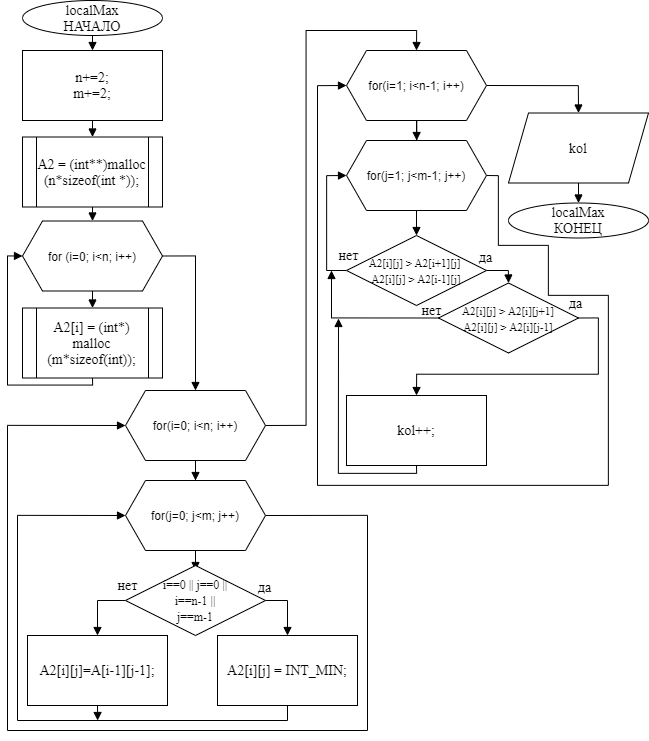 localMax
НАЧАЛО
n+=2;
m+=2;
A2 = (int**)malloc
(n*sizeof(int *));
for (i=0; i<n; i++)
A2[i] = (int*)
malloc
(m*sizeof(int));
for(i=0; i<n; i++)
for(j=0; j<m; j++)
нет
i==0 || j==0 ||
i==n-1 ||
j==m-1
да
A2[i][j]=A[i-1][j-1];
A2[i][j] = INT_MIN;
for(i=1; i<n-1; i++)
for(j=1; j<m-1; j++)
нет
A2[i][j] > A2[i+1][j]
A2[i][j] > A2[i-1][j]
да
нет
A2[i][j] > A2[i][j+1]
A2[i][j] > A2[i][j-1]
да
kol++;
kol
localMax
КОНЕЦ